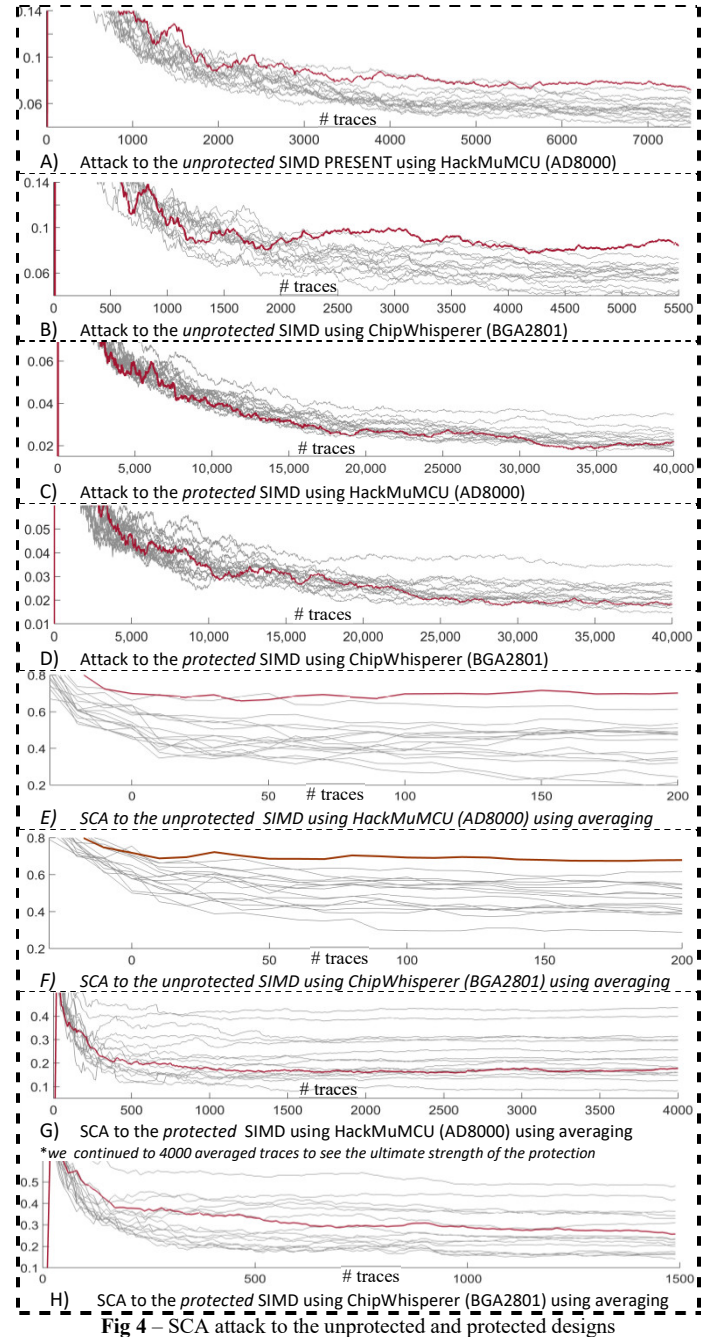 0.14
0.1
0.06
0 1000 2000 3000 4000 5000 6000 7000
# traces
A) Attack to the unprotected SIMD PRESENT using HackMuMCU (AD8000)
0.14
0.1
0.06
# traces
0 500 1000 1500 2000 2500 3000 3500 4000 4500 5000 5500
B) Attack to the unprotected SIMD using ChipWhisperer (BGA2801)
0.06
0.04
0.02
# traces
5,000 10,000 15,000 20,000 25,000 30,000 35,000 40,000
0
C) Attack to the protected SIMD using HackMuMCU (AD8000)
0.05
0.04
0.03
0.02
0.01
# traces
0 5,000 10,000 15,000 20,000 25,000 30,000 35,000 40,000
D) Attack to the protected SIMD using ChipWhisperer (BGA2801)
0.8
0.6
0.4
0.2
0 50 100 150 200
# traces
E) SCA to the unprotected SIMD using HackMuMCU (AD8000) using averaging
0.8
0.6
0.4
0.2
0 50 100 150 200
# traces
F) SCA to the unprotected SIMD using ChipWhisperer (BGA2801) using averaging
0.4
0.3
0.2
0.1
# traces
0 500 1000 1500 2000 2500 3000 3500 4000
G) SCA to the protected SIMD using HackMuMCU (AD8000) using averaging
*we continued to 4000 averaged traces to see the ultimate strength of the protection
0.5
0.4
0.3
0.2
0.1
0 500 1000 1500
# traces
H) SCA to the protected SIMD using ChipWhisperer (BGA2801) using averaging
Fig 4 – SCA attack to the unprotected and protected designs